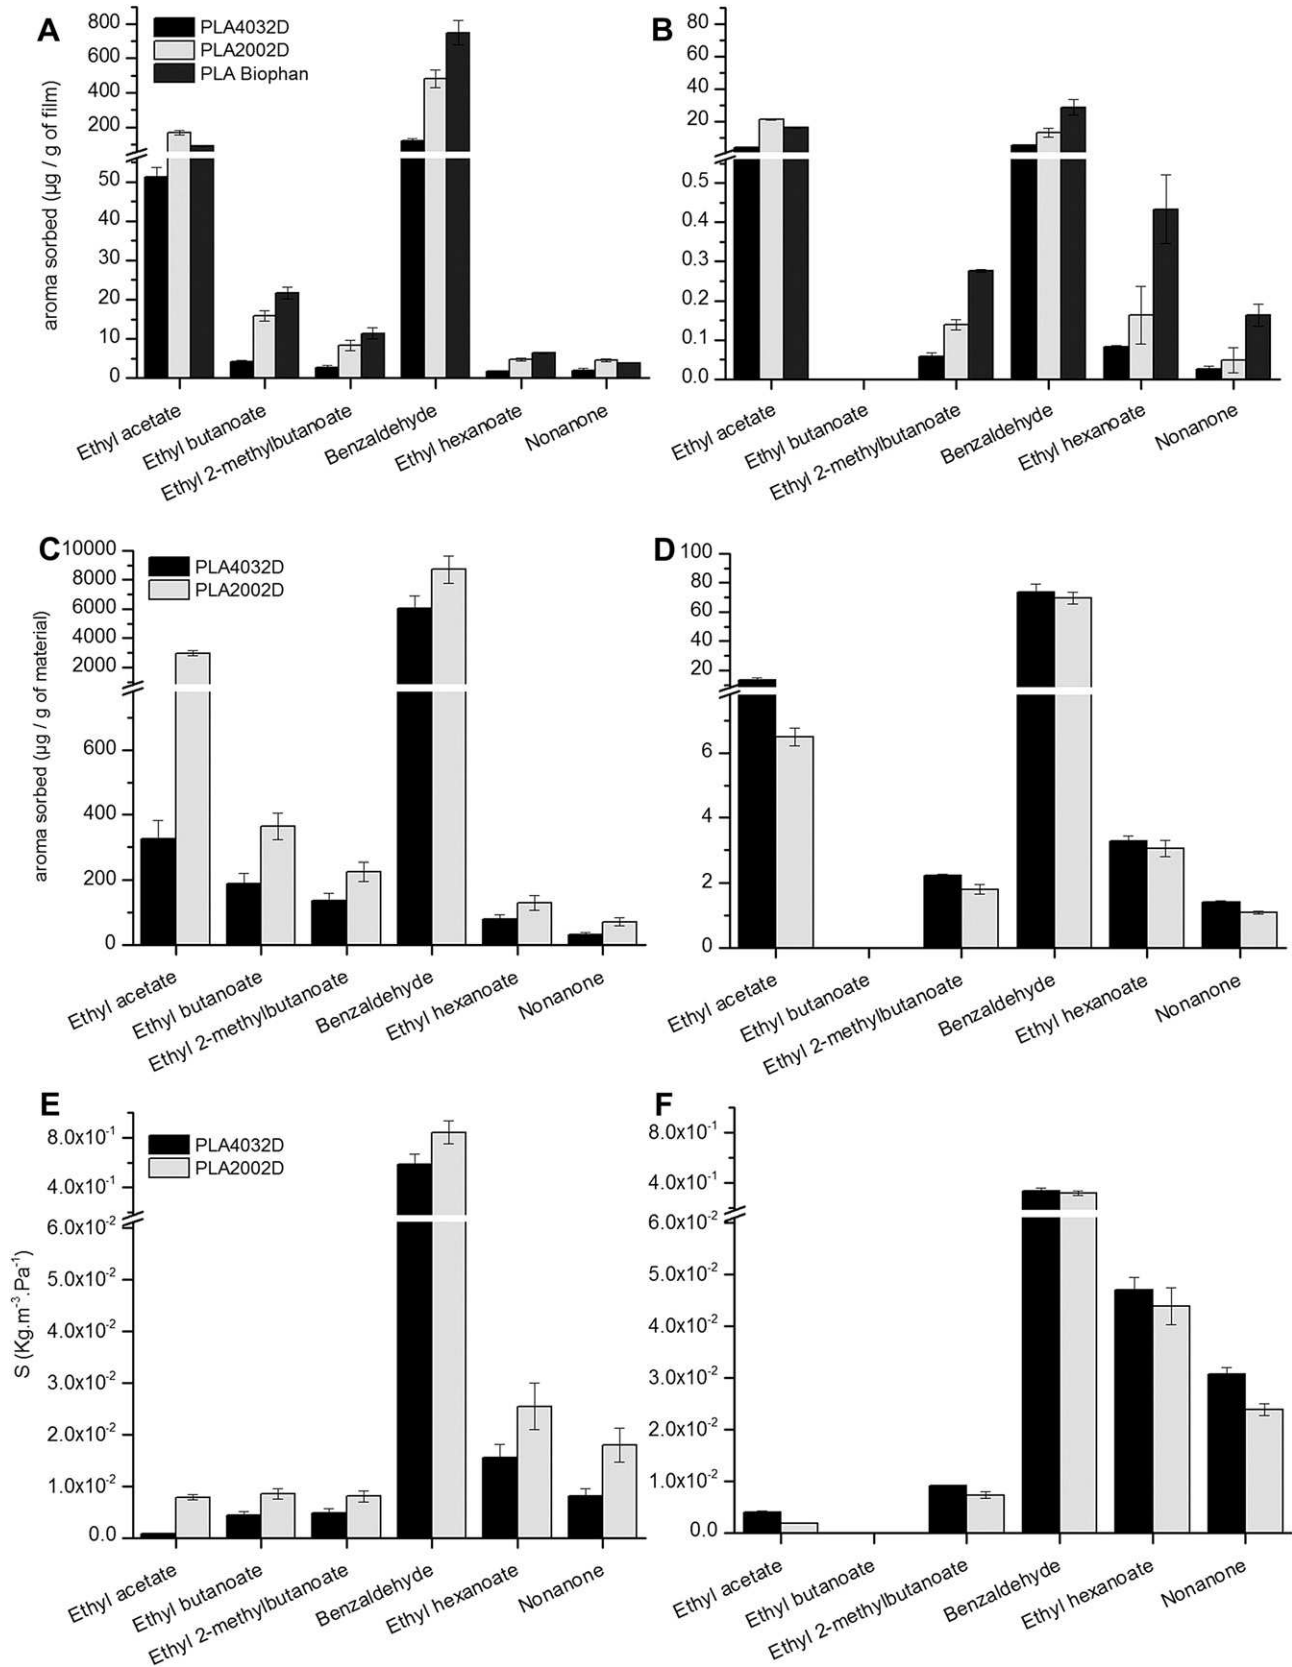 A
B
PLA4032D
PLA2002D
PLA Biophan
aroma sorbed (µg / g of film)
800
600
400
200
50
40
30
20
10
0
80
60
40
20
0.5
0.4
0.3
0.2
0.1
0.0
Ethyl acetate
Ethyl butanoate
Ethyl 2-methylbutanoate
Benzaldehyde
Ethyl hexanoate
Nonanone
Ethyl acetate
Ethyl butanoate
Ethyl 2-methylbutanoate
Benzaldehyde
Ethyl hexanoate
Nonanone
C
D
PLA4032D
PLA2002D
aroma sorbed (µg / g of material)
10000
8000
6000
4000
2000
600
400
200
0
100
80
60
40
20
6
4
2
0
Ethyl acetate
Ethyl butanoate
Ethyl 2-methylbutanoate
Benzaldehyde
Ethyl hexanoate
Nonanone
Ethyl acetate
Ethyl butanoate
Ethyl 2-methylbutanoate
Benzaldehyde
Ethyl hexanoate
Nonanone
E
F
PLA4032D
PLA2002D
S (Kg.m⁻³.Pa⁻¹)
8.0x10⁻¹
4.0x10⁻¹
6.0x10⁻²
5.0x10⁻²
4.0x10⁻²
3.0x10⁻²
2.0x10⁻²
1.0x10⁻²
0.0
8.0x10⁻¹
4.0x10⁻¹
6.0x10⁻²
5.0x10⁻²
4.0x10⁻²
3.0x10⁻²
2.0x10⁻²
1.0x10⁻²
0.0
Ethyl acetate
Ethyl butanoate
Ethyl 2-methylbutanoate
Benzaldehyde
Ethyl hexanoate
Nonanone
Ethyl acetate
Ethyl butanoate
Ethyl 2-methylbutanoate
Benzaldehyde
Ethyl hexanoate
Nonanone